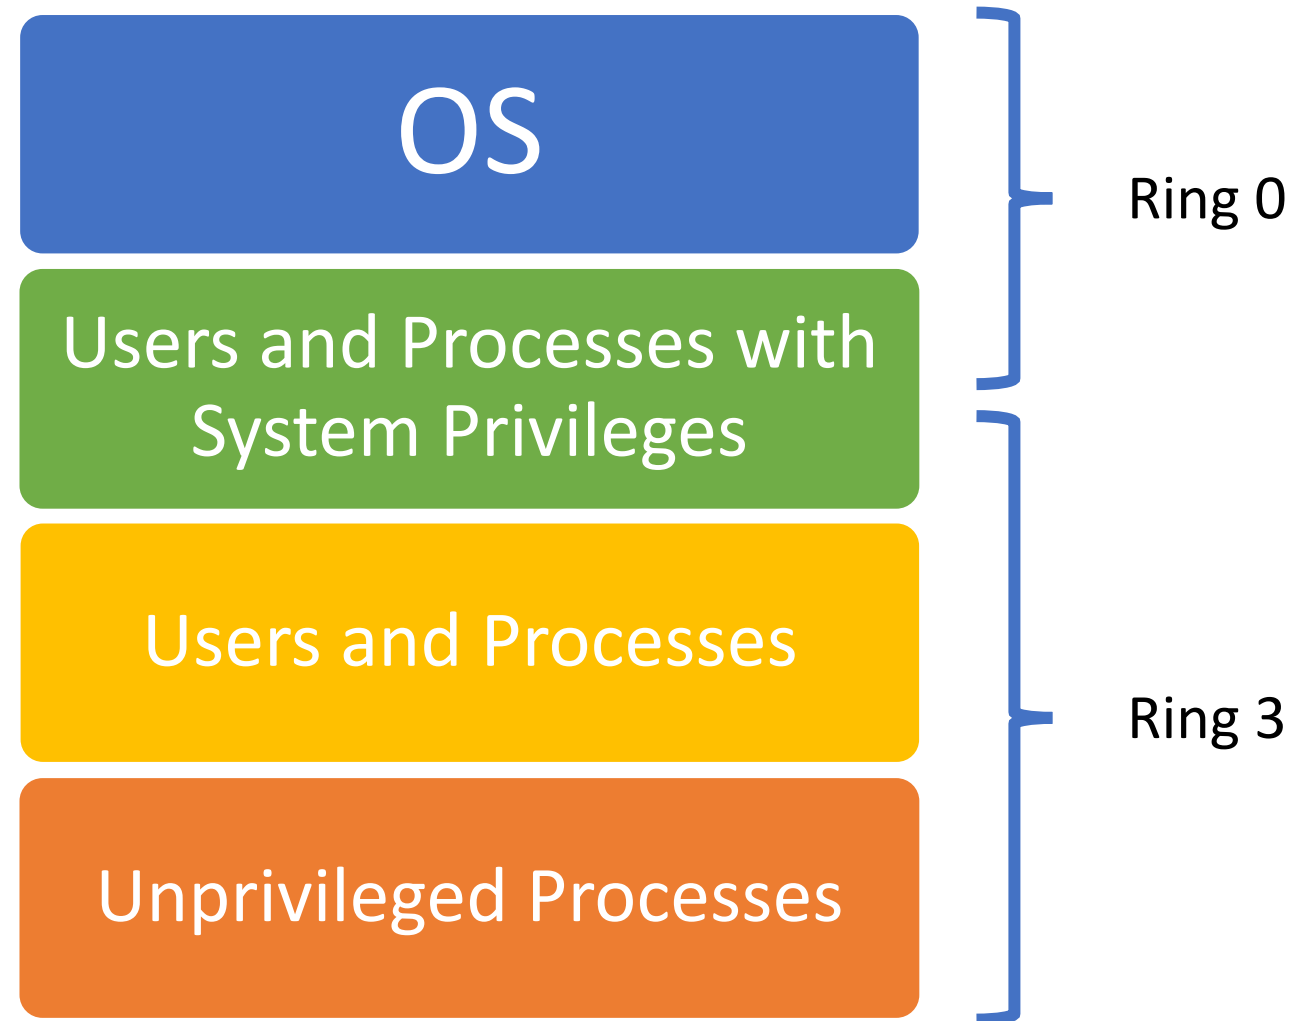 OS
Ring 0
Users and Processes with
System Privileges
Users and Processes
Ring 3
Unprivileged Processes